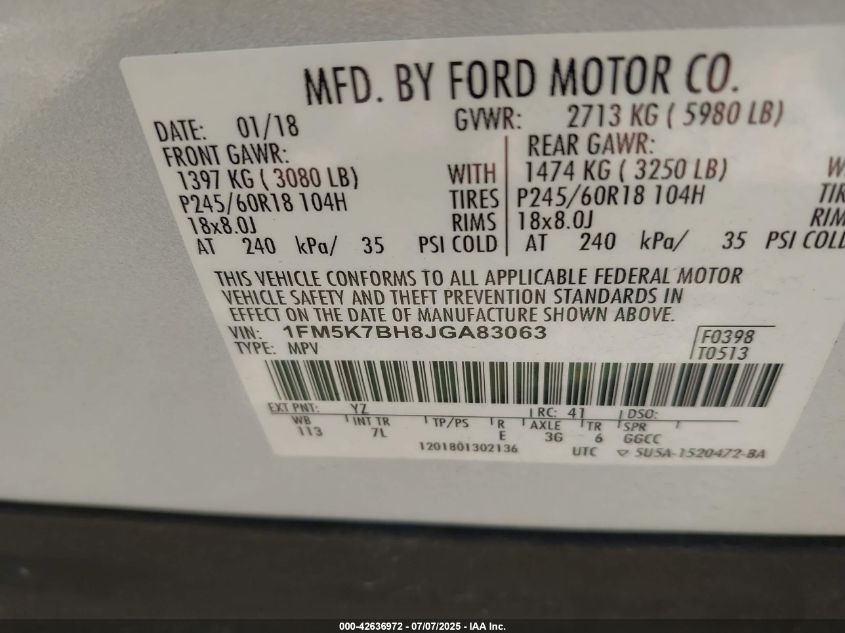 MFD. BY FORD MOTOR CO.
DATE: 01/18 GVWR: 2713 KG ( 5980 LB)
FRONT GAWR: REAR GAWR:
1397 KG ( 3080 LB) WITH 1474 KG ( 3250 LB) W
P245/60R18 104H TIRES P245/60R18 104H TIR
18x8.0J RIMS 18x8.0J RIM
AT 240 kPa/ 35 PSI COLD AT 240 kPa/ 35 PSI COLD
THIS VEHICLE CONFORMS TO ALL APPLICABLE FEDERAL MOTOR
VEHICLE SAFETY AND THEFT PREVENTION STANDARDS IN
EFFECT ON THE DATE OF MANUFACTURE SHOWN ABOVE.
VIN: 1FM5K7BH8JGA83063 F0398
TYPE: MPV T0513
EXT PNT: YZ RC: 41 DSO:
WB INT TR TP/PS R AXLE TR SPR
113 7L E 3G 6 GGCC
1201801302136 UTC 5U5A-1520472-BA
000-42636972 - 07/07/2025 - IAA Inc.